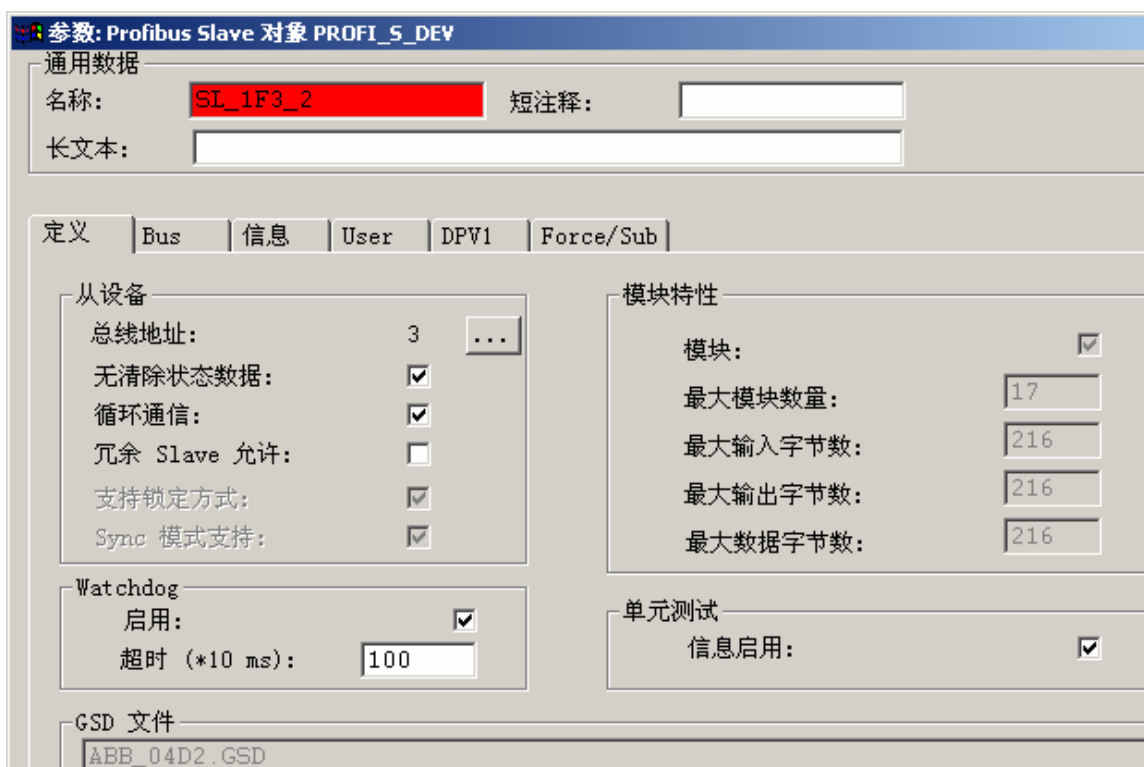 参数: Profibus Slave 对象 PROFI_S_DEV
通用数据
名称: SL_1F3_2 短注释:
长文本:
定义 Bus 信息 User DPV1 Force/Sub
从设备
总线地址: 3 ...
无清除状态数据:
循环通信:
冗余 Slave 允许:
支持锁定方式:
Sync 模式支持:
模块特性
模块:
最大模块数量: 17
最大输入字节数: 216
最大输出字节数: 216
最大数据字节数: 216
Watchdog
启用:
超时 (*10 ms): 100
单元测试
信息启用:
GSD 文件
ABB_04D2.GSD